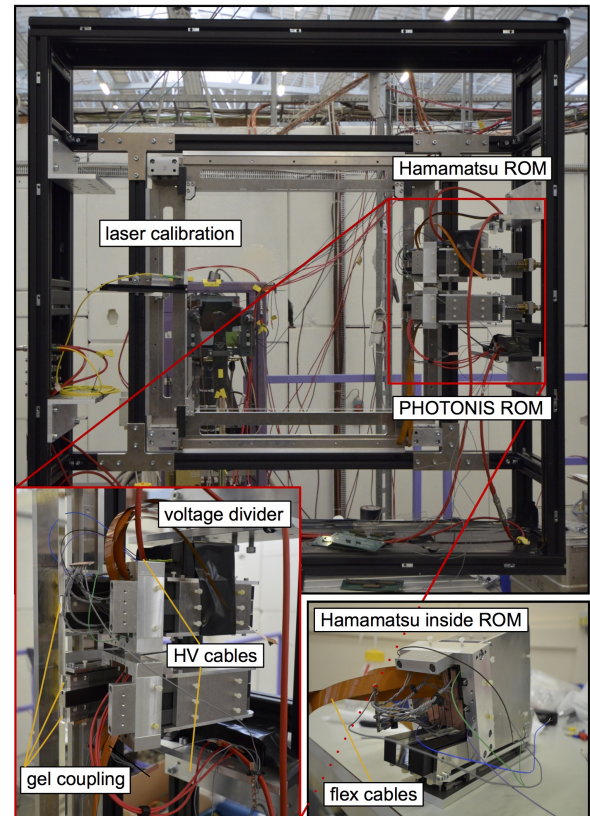 Hamamatsu ROM
laser calibration
PHOTONIS ROM
voltage divider
Hamamatsu inside ROM
HV cables
gel coupling
flex cables